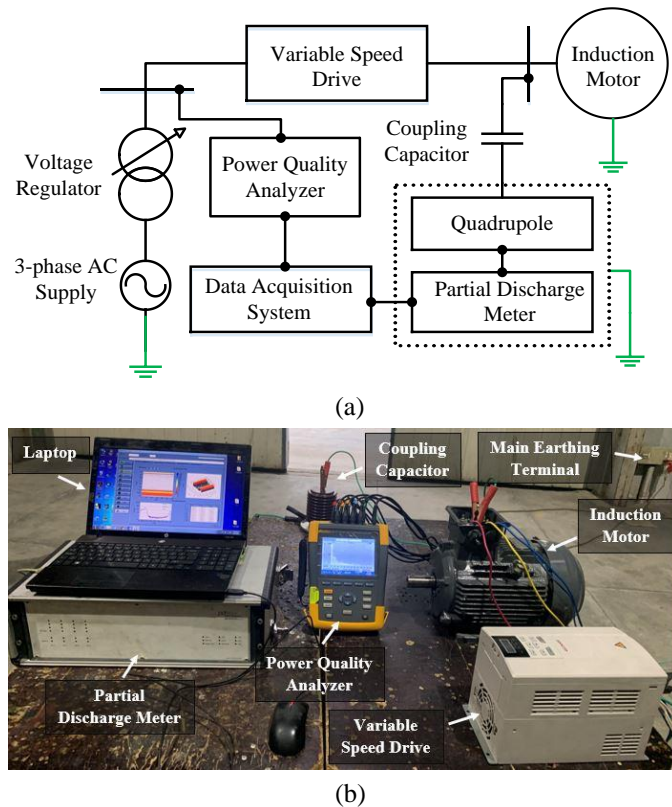 Variable Speed
Drive
Induction
Motor
Coupling
Capacitor
Voltage
Regulator
Power Quality
Analyzer
Quadrupole
3-phase AC
Supply
Data Acquisition
System
Partial Discharge
Meter
(a)
Laptop
Coupling
Capacitor
Main Earthing
Terminal
Induction
Motor
Partial
Discharge Meter
Power Quality
Analyzer
Variable
Speed Drive
(b)